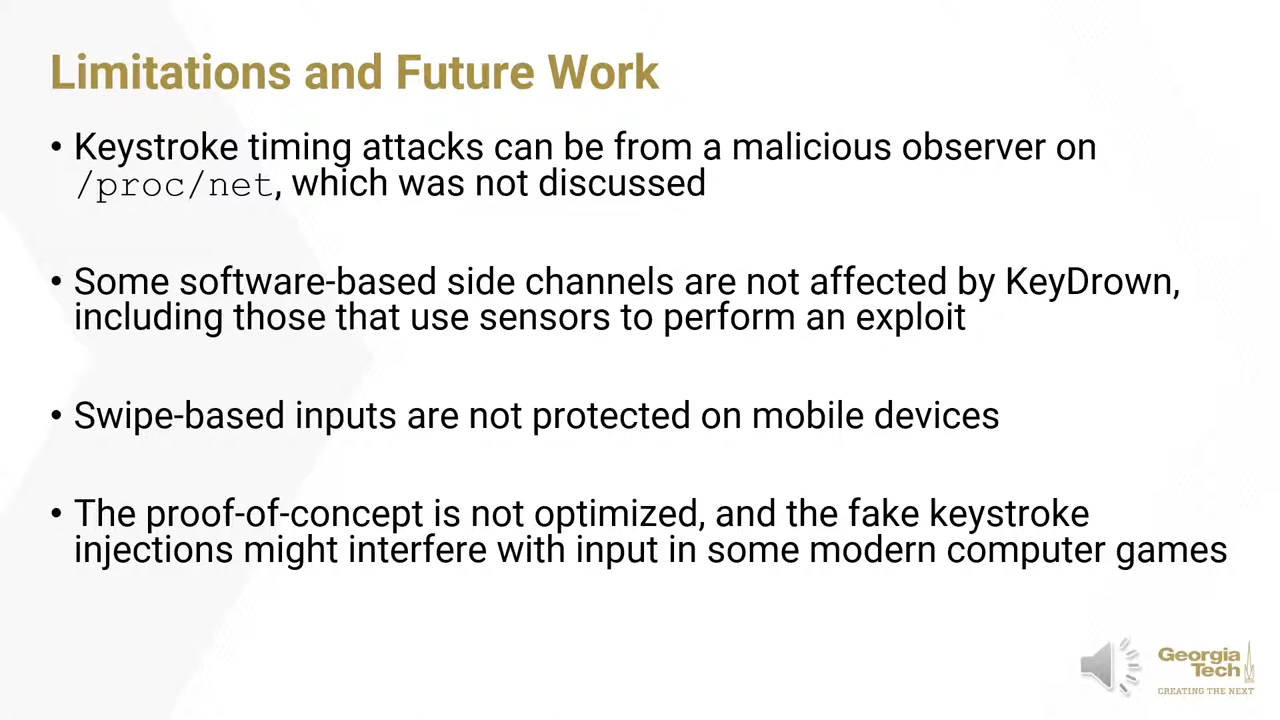 Limitations and Future Work
• Keystroke timing attacks can be from a malicious observer on
/proc/net, which was not discussed
• Some software-based side channels are not affected by KeyDrown,
including those that use sensors to perform an exploit
• Swipe-based inputs are not protected on mobile devices
• The proof-of-concept is not optimized, and the fake keystroke
injections might interfere with input in some modern computer games
Georgia
Tech
CREATING THE NEXT